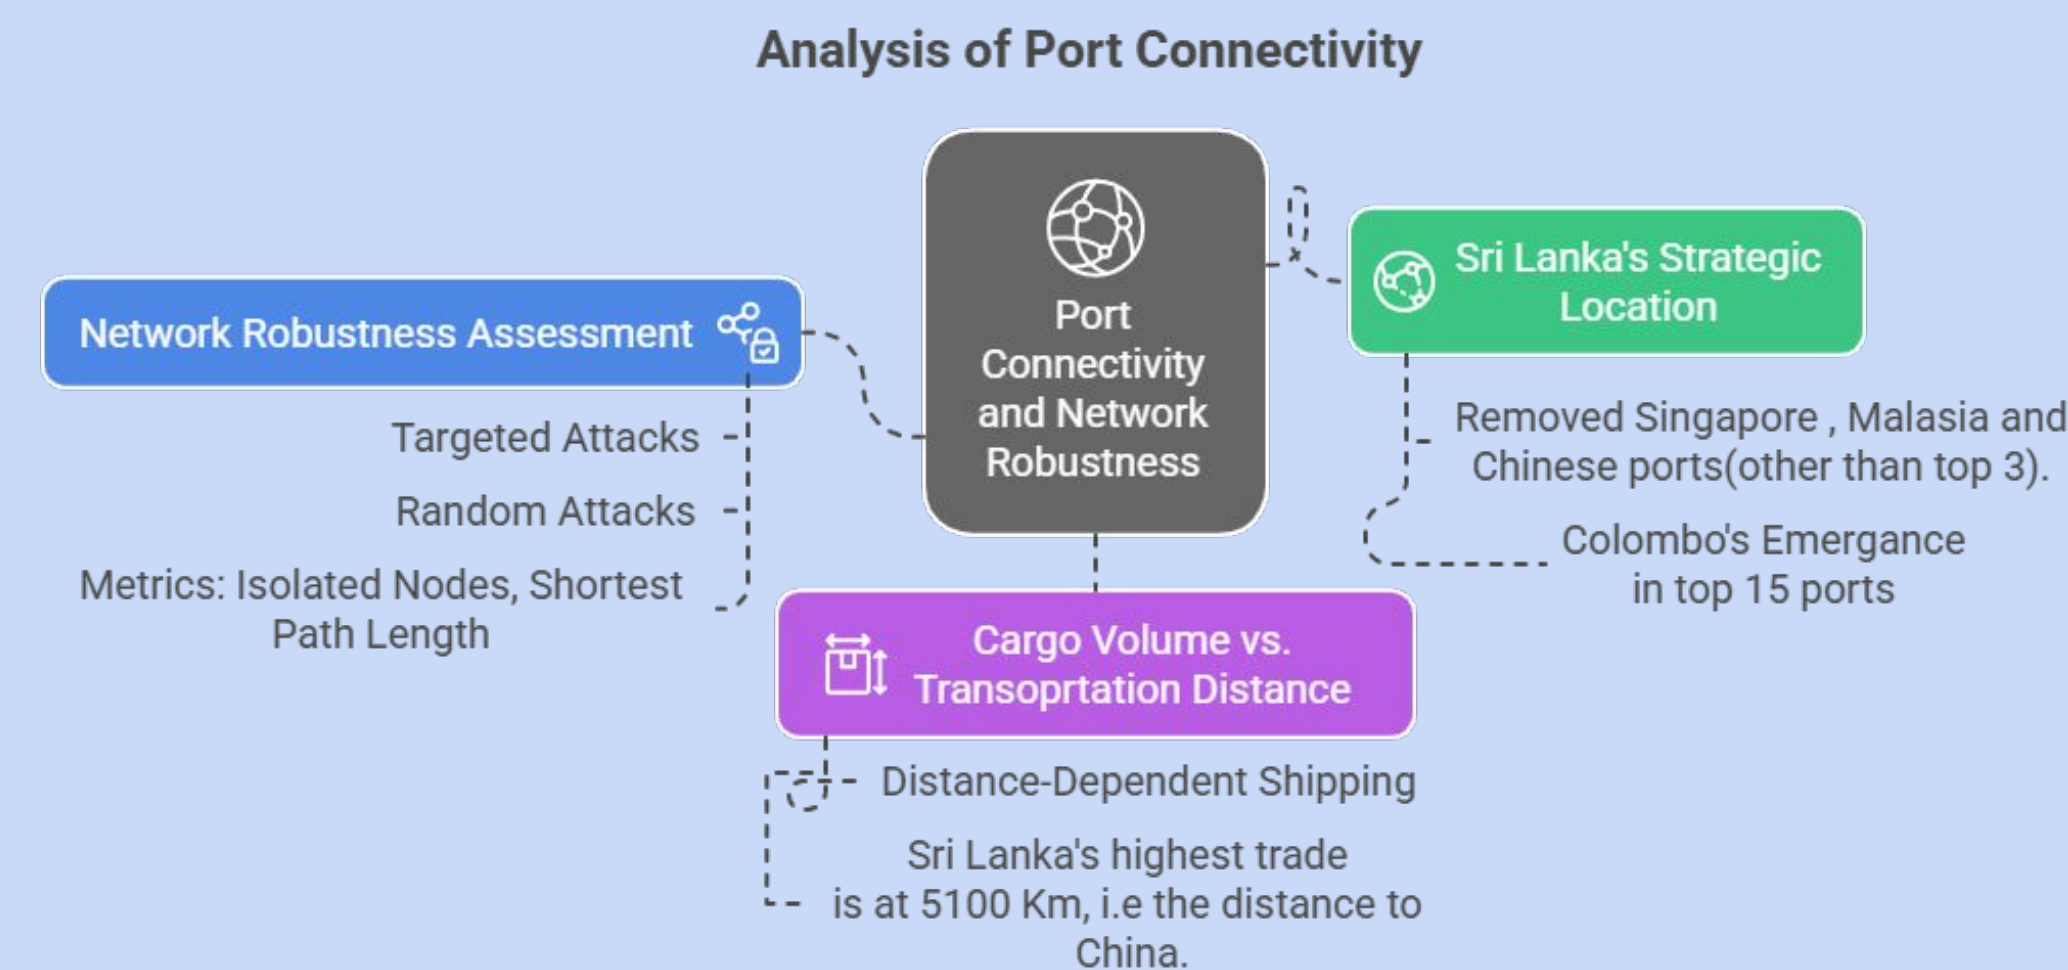 Analysis of Port Connectivity
Port
Connectivity
and Network
Robustness
Network Robustness Assessment
Targeted Attacks
Random Attacks
Metrics: Isolated Nodes, Shortest
Path Length
Sri Lanka's Strategic
Location
Removed Singapore , Malasia and
Chinese ports(other than top 3).
Colombo's Emergance
in top 15 ports
Cargo Volume vs.
Transoprtation Distance
Distance-Dependent Shipping
Sri Lanka's highest trade
is at 5100 Km, i.e the distance to
China.